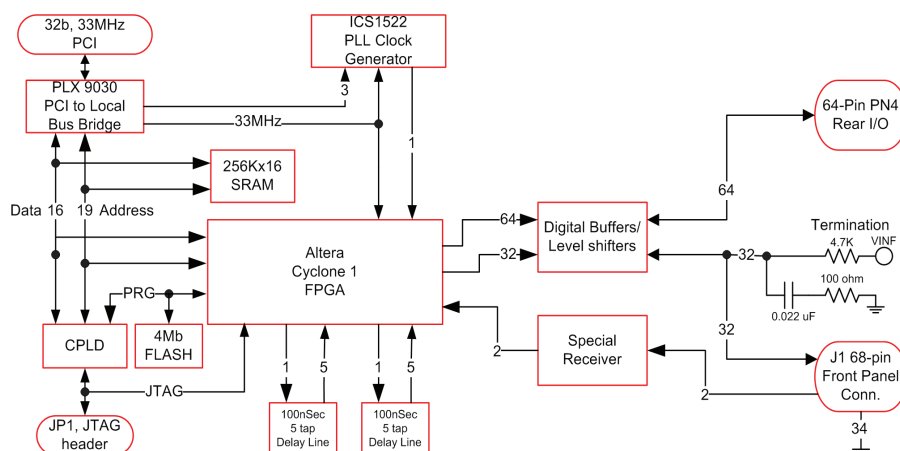 32b, 33MHz
PCI
ICS1522
PLL Clock
Generator
PLX 9030
PCI to Local
Bus Bridge
3
33MHz
1
64-Pin PN4
Rear I/O
256Kx16
SRAM
64
Data 16
19 Address
Altera
Cyclone 1
FPGA
64
32
Digital Buffers/
Level shifters
Termination
4.7K
VINF
32
100 ohm
0.022 uF
PRG
CPLD
4Mb
FLASH
1
5
1
5
2
Special
Receiver
32
2
J1 68-pin
Front Panel
Conn.
34
JTAG
JP1, JTAG
header
100nSec
5 tap
Delay Line
100nSec
5 tap
Delay Line